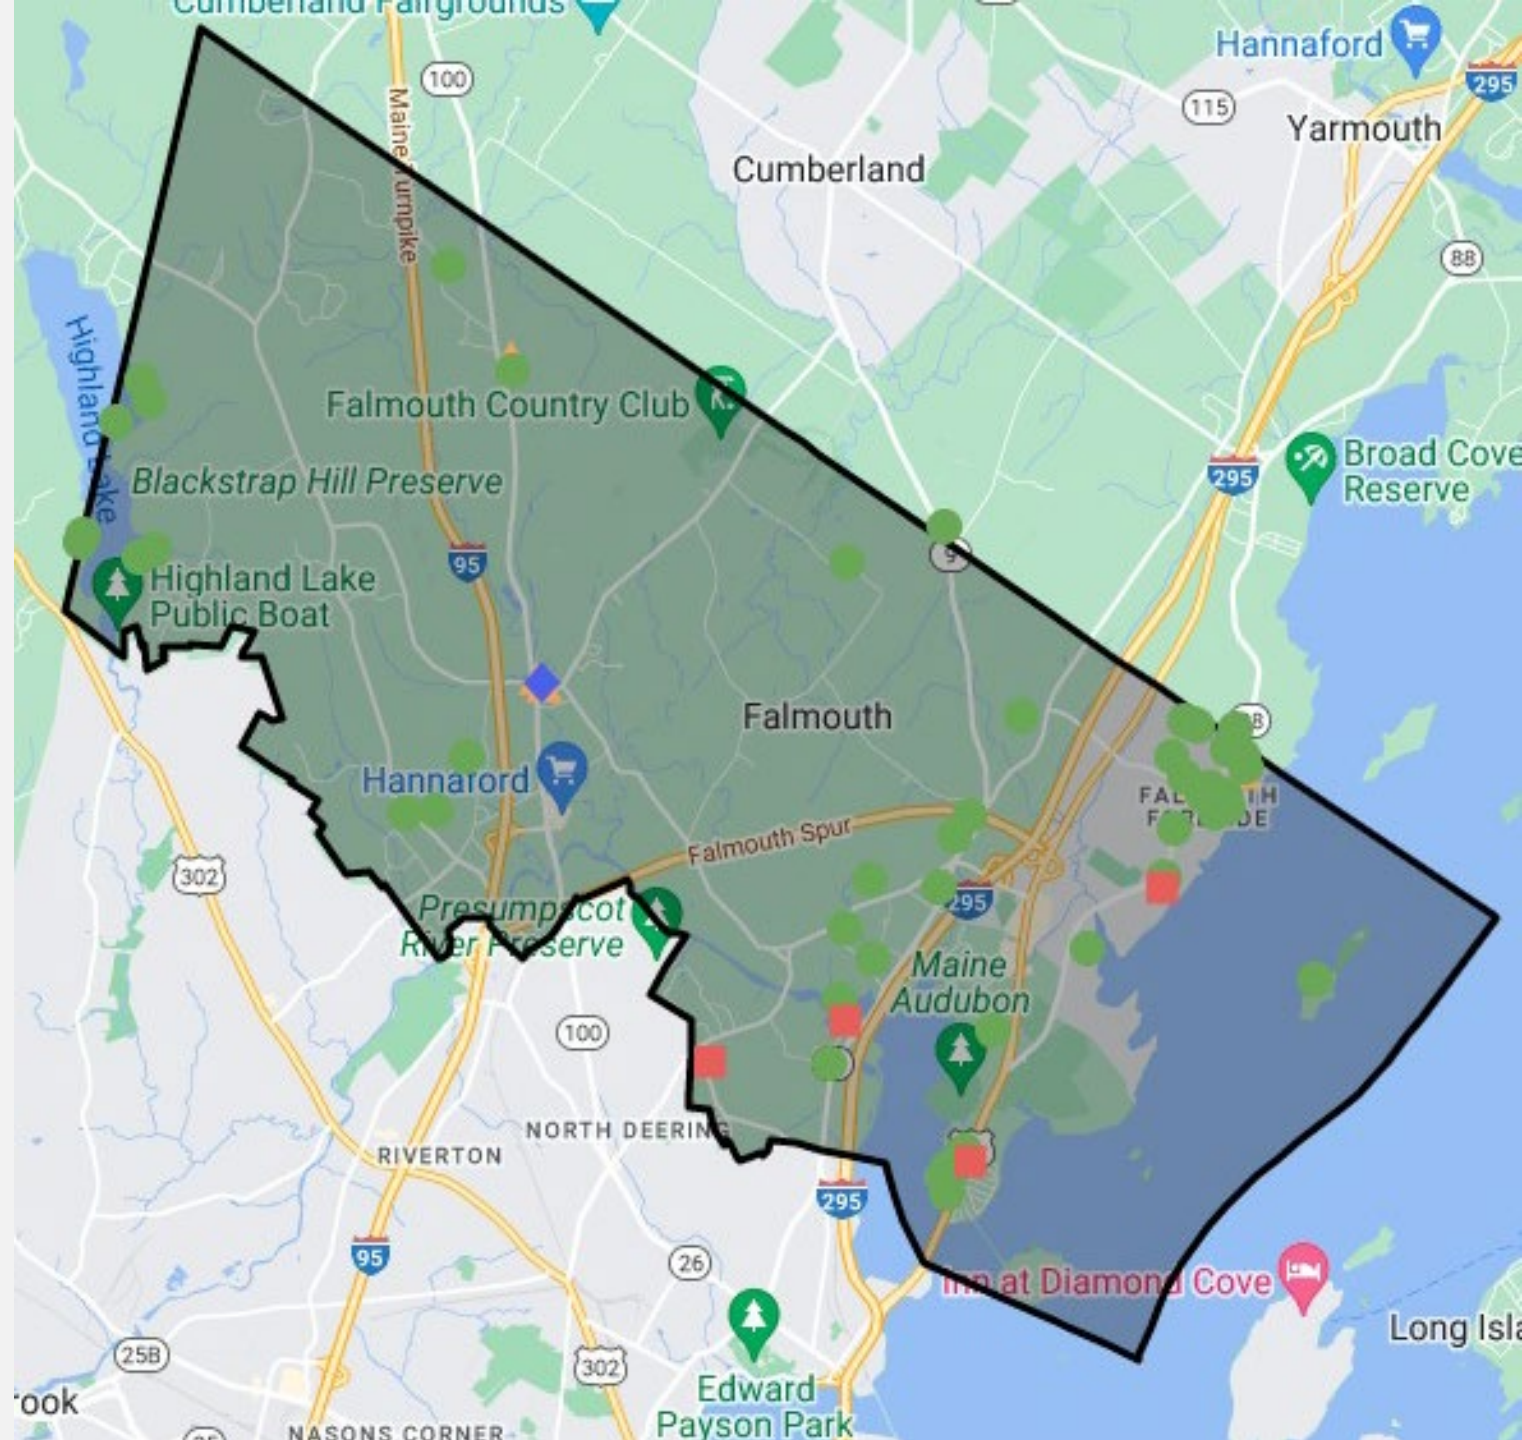 Cumberland Fairgrounds
Hannaford
295
100
115
Yarmouth
Maine Turnpike
Cumberland
88
Highland Lake
Falmouth Country Club
Broad Cove
Reserve
295
Blackstrap Hill Preserve
9
95
Highland Lake
Public Boat
Falmouth
Hannaford
Falmouth Spur
302
295
Presumpscot
River Preserve
Maine
Audubon
100
NORTH DEERING
RIVERTON
295
95
26
Inn at Diamond Cove
Long Isla
25B
302
Edward
Payson Park
rook
NASONS CORNER